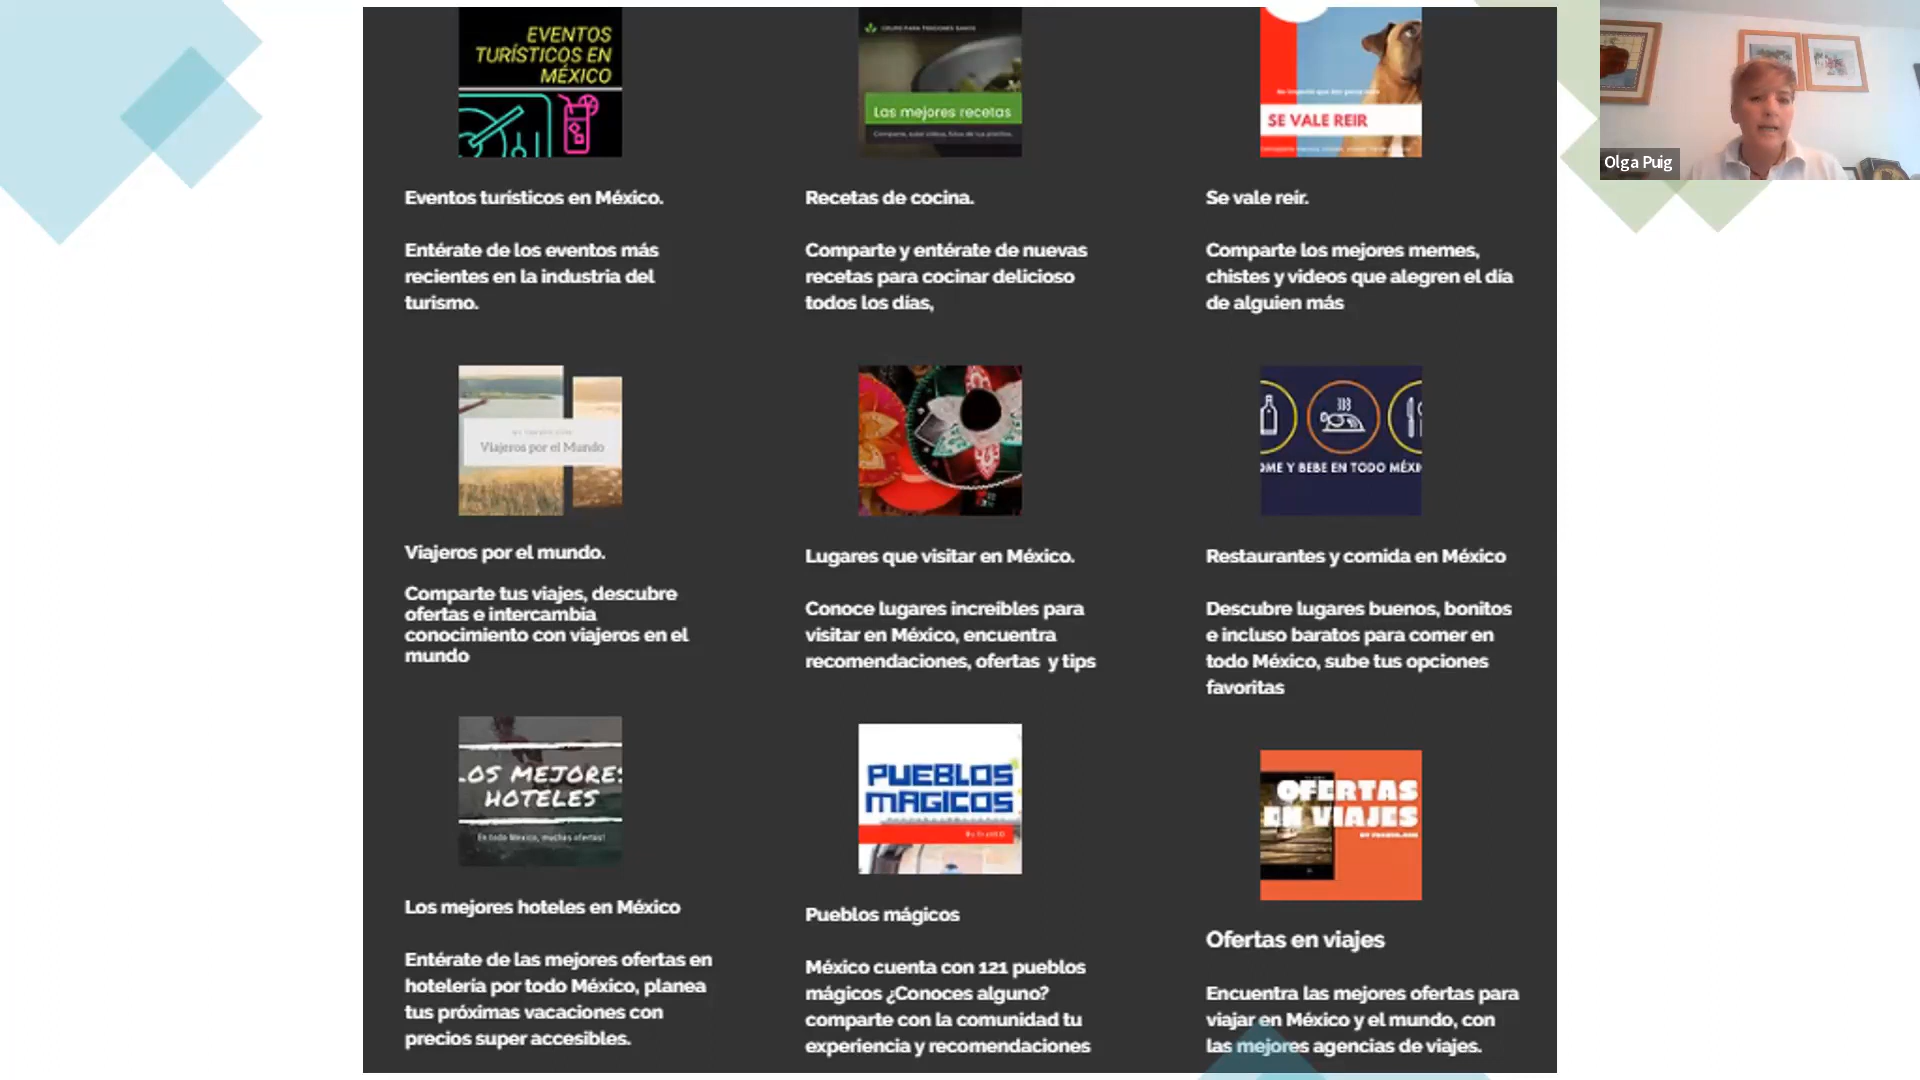 EVENTOS
TURÍSTICOS EN
MÉXICO
Eventos turísticos en México.
Entérate de los eventos más
recientes en la industria del
turismo.
Las mejores recetas
Recetas de cocina.
Comparte y entérate de nuevas
recetas para cocinar delicioso
todos los días,
SE VALE REIR
Se vale reír.
Comparte los mejores memes,
chistes y videos que alegren el día
de alguien más
Olga Puig
Viajeros por el Mundo
Viajeros por el mundo.
Comparte tus viajes, descubre
ofertas e intercambia
conocimiento con viajeros en el
mundo
Lugares que visitar en México.
Conoce lugares increíbles para
visitar en México, encuentra
recomendaciones, ofertas y tips
OME Y BEBE EN TODO MÉXI
Restaurantes y comida en México
Descubre lugares buenos, bonitos
e incluso baratos para comer en
todo México, sube tus opciones
favoritas
LOS MEJORES
HOTELES
En todo México, muchas ofertas!
Los mejores hoteles en México
Entérate de las mejores ofertas en
hotelería por todo México, planea
tus próximas vacaciones con
precios super accesibles.
PUEBLOS
MAGICOS
Pueblos mágicos
México cuenta con 121 pueblos
mágicos ¿Conoces alguno?
comparte con la comunidad tu
experiencia y recomendaciones
OFERTAS
EN VIAJES
Ofertas en viajes
Encuentra las mejores ofertas para
viajar en México y el mundo, con
las mejores agencias de viajes.